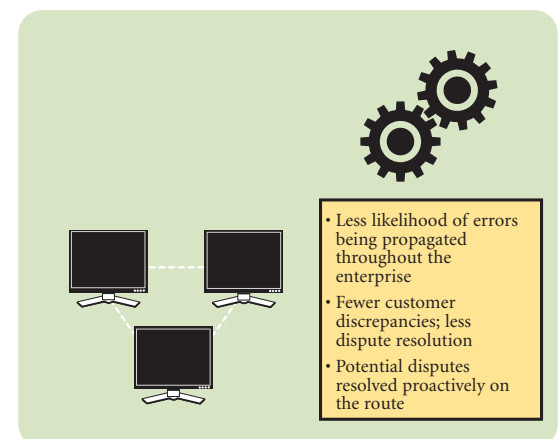 • Less likelihood of errors
being propagated
throughout the
enterprise
• Fewer customer
discrepancies; less
dispute resolution
• Potential disputes
resolved proactively on
the route